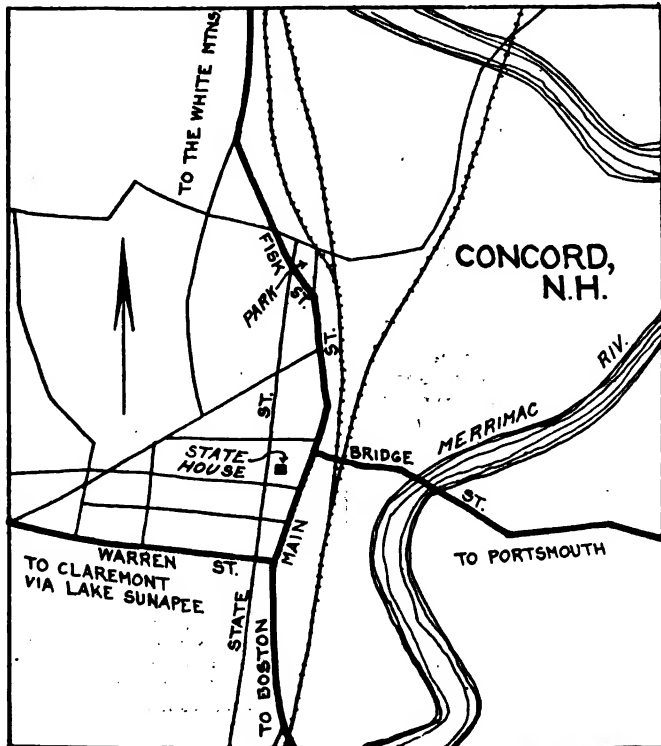 TO THE WHITE MTNS.
FISK ST.
PARK
CONCORD,
N.H.
ST.
ST.
MERRIMAC RIV.
STATE
HOUSE
BRIDGE ST.
MAIN
WARREN ST.
TO CLAREMONT
VIA LAKE SUNAPEE
TO PORTSMOUTH
STATE
TO BOSTON